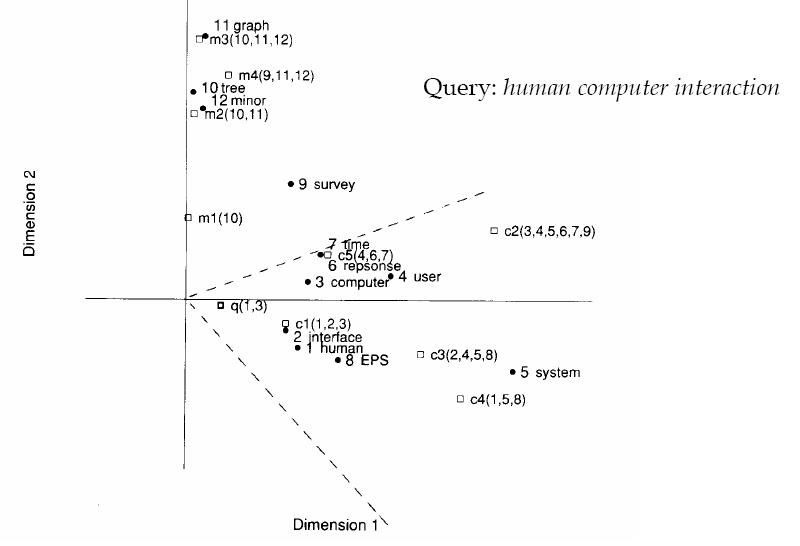 11 graph
m3(10,11,12)
m4(9,11,12)
10 tree
12 minor
m2(10,11)
Query: human computer interaction
9 survey
Dimension 2
m1(10)
c2(3,4,5,6,7,9)
7 time
c5(4,6,7)
6 repsonse
3 computer
4 user
q(1,3)
c1(1,2,3)
2 interface
1 human
8 EPS
c3(2,4,5,8)
5 system
c4(1,5,8)
Dimension 1